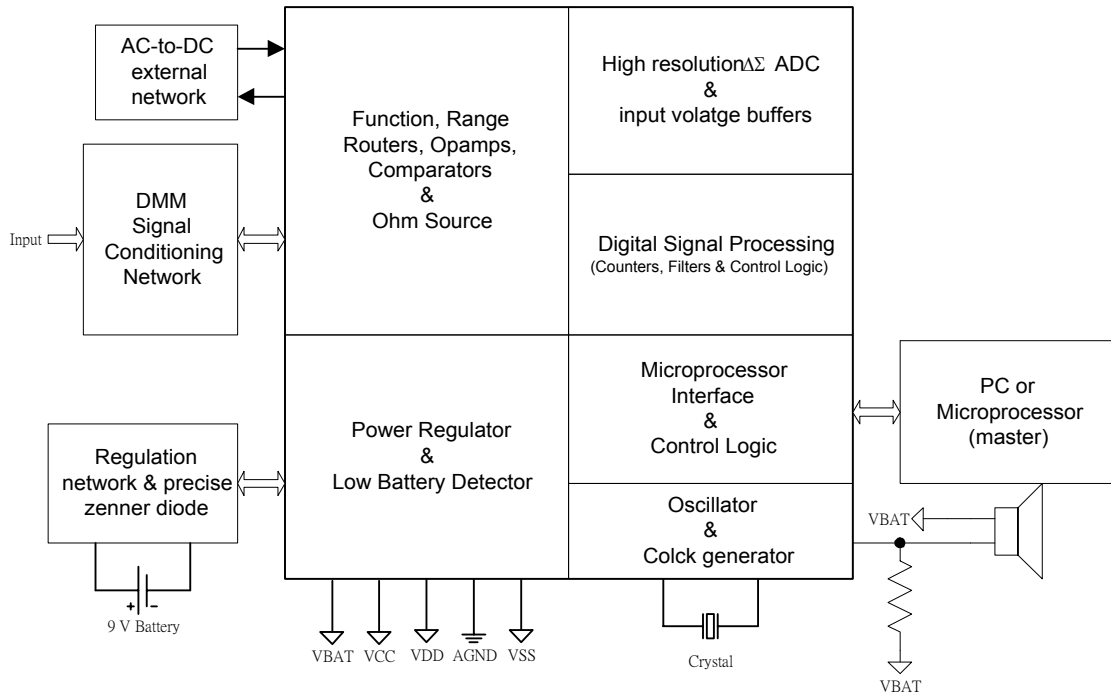 AC-to-DC
external
network
Function, Range
Routers, Opamps,
Comparators
&
Ohm Source
High resolutionΔΣ ADC
&
input volatge buffers
Input
DMM
Signal
Conditioning
Network
Digital Signal Processing
(Counters, Filters & Control Logic)
Regulation
network & precise
zenner diode
Power Regulator
&
Low Battery Detector
Microprocessor
Interface
&
Control Logic
PC or
Microprocessor
(master)
Oscillator
&
Colck generator
VBAT
+ -
9 V Battery
VBAT
VCC
VDD
AGND
VSS
Crystal
VBAT